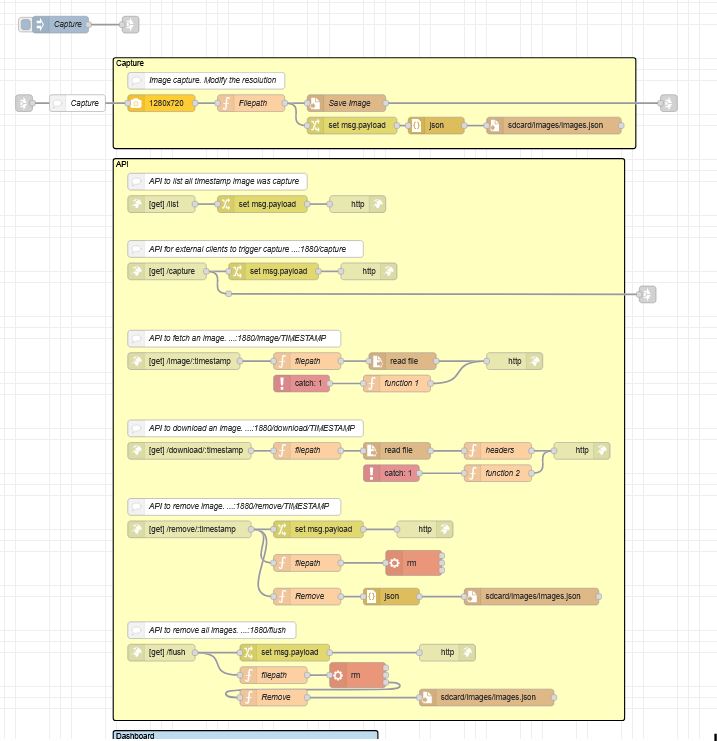 Capture
Capture
Image capture. Modify the resolution
Capture
1280x720
Filepath
Save Image
set msg.payload
json
sdcard/images/images.json
API
API to list all timestamp image was capture
[get] /list
set msg.payload
http
API for external clients to trigger capture ...:1880/capture
[get] /capture
set msg.payload
http
API to fetch an image. ...:1880/image/TIMESTAMP
[get] /image/:timestamp
filepath
read file
http
catch: 1
function 1
API to download an image. ...:1880/download/TIMESTAMP
[get] /download/:timestamp
filepath
read file
headers
http
catch: 1
function 2
API to remove image. ...:1880/remove/TIMESTAMP
[get] /remove/:timestamp
set msg.payload
http
filepath
rm
Remove
json
sdcard/images/images.json
API to remove all images. ...:1880/flush
[get] /flush
set msg.payload
http
filepath
rm
Remove
sdcard/images/images.json
Dashboard